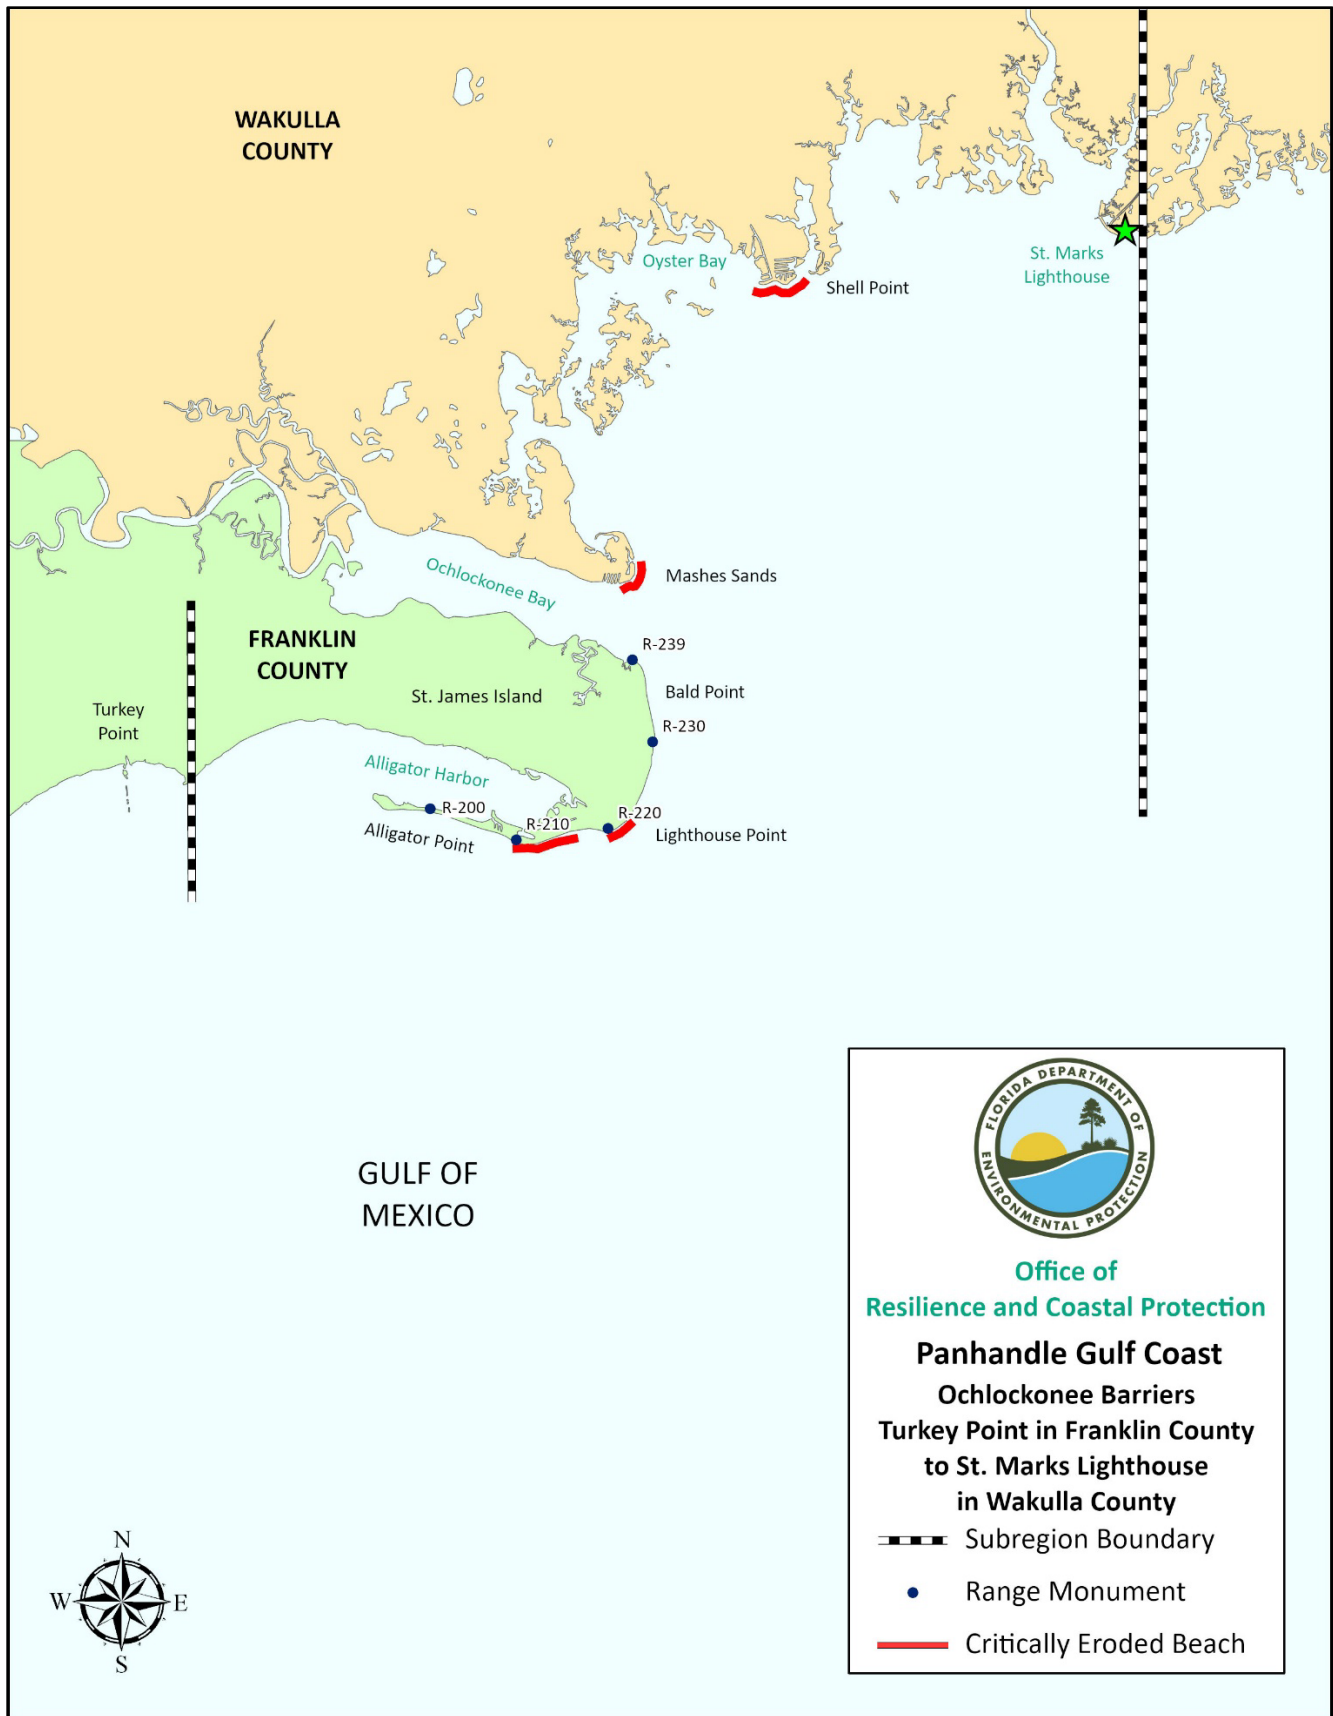 WAKULLA
COUNTY
Oyster Bay
Shell Point
St. Marks
Lighthouse
Ochlockonee Bay
Mashes Sands
FRANKLIN
COUNTY
R-239
St. James Island
Bald Point
Turkey
Point
R-230
Alligator Harbor
R-200
R-210
R-220
Alligator Point
Lighthouse Point
GULF OF
MEXICO
FLORIDA DEPARTMENT OF
ENVIRONMENTAL PROTECTION
Office of
Resilience and Coastal Protection
Panhandle Gulf Coast
Ochlockonee Barriers
Turkey Point in Franklin County
to St. Marks Lighthouse
in Wakulla County
Subregion Boundary
Range Monument
Critically Eroded Beach
N
W
E
S